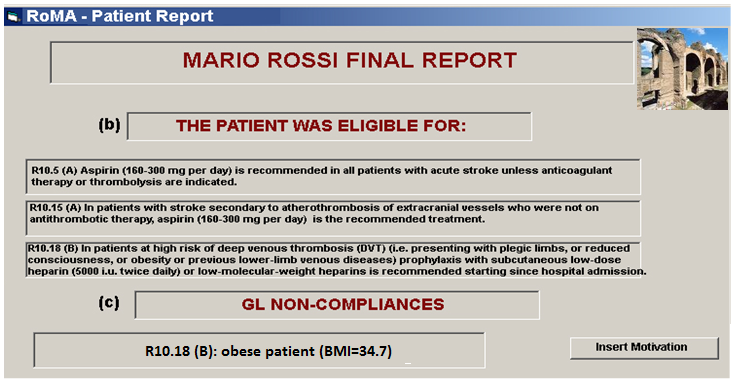 RoMA - Patient Report
MARIO ROSSI FINAL REPORT
(b) THE PATIENT WAS ELIGIBLE FOR:
R10.5 (A) Aspirin (160-300 mg per day) is recommended in all patients with acute stroke unless anticoagulant
therapy or thrombolysis are indicated.
R10.15 (A) In patients with stroke secondary to atherothrombosis of extracranial vessels who were not on
antithrombotic therapy, aspirin (160-300 mg per day) is the recommended treatment.
R10.18 (B) In patients at high risk of deep venous thrombosis (DVT) (i.e. presenting with plegic limbs, or reduced
consciousness, or obesity or previous lower-limb venous diseases) prophylaxis with subcutaneous low-dose
heparin (5000 i.u. twice daily) or low-molecular-weight heparins is recommended starting since hospital admission.
(c) GL NON-COMPLIANCES
R10.18 (B): obese patient (BMI=34.7)
Insert Motivation